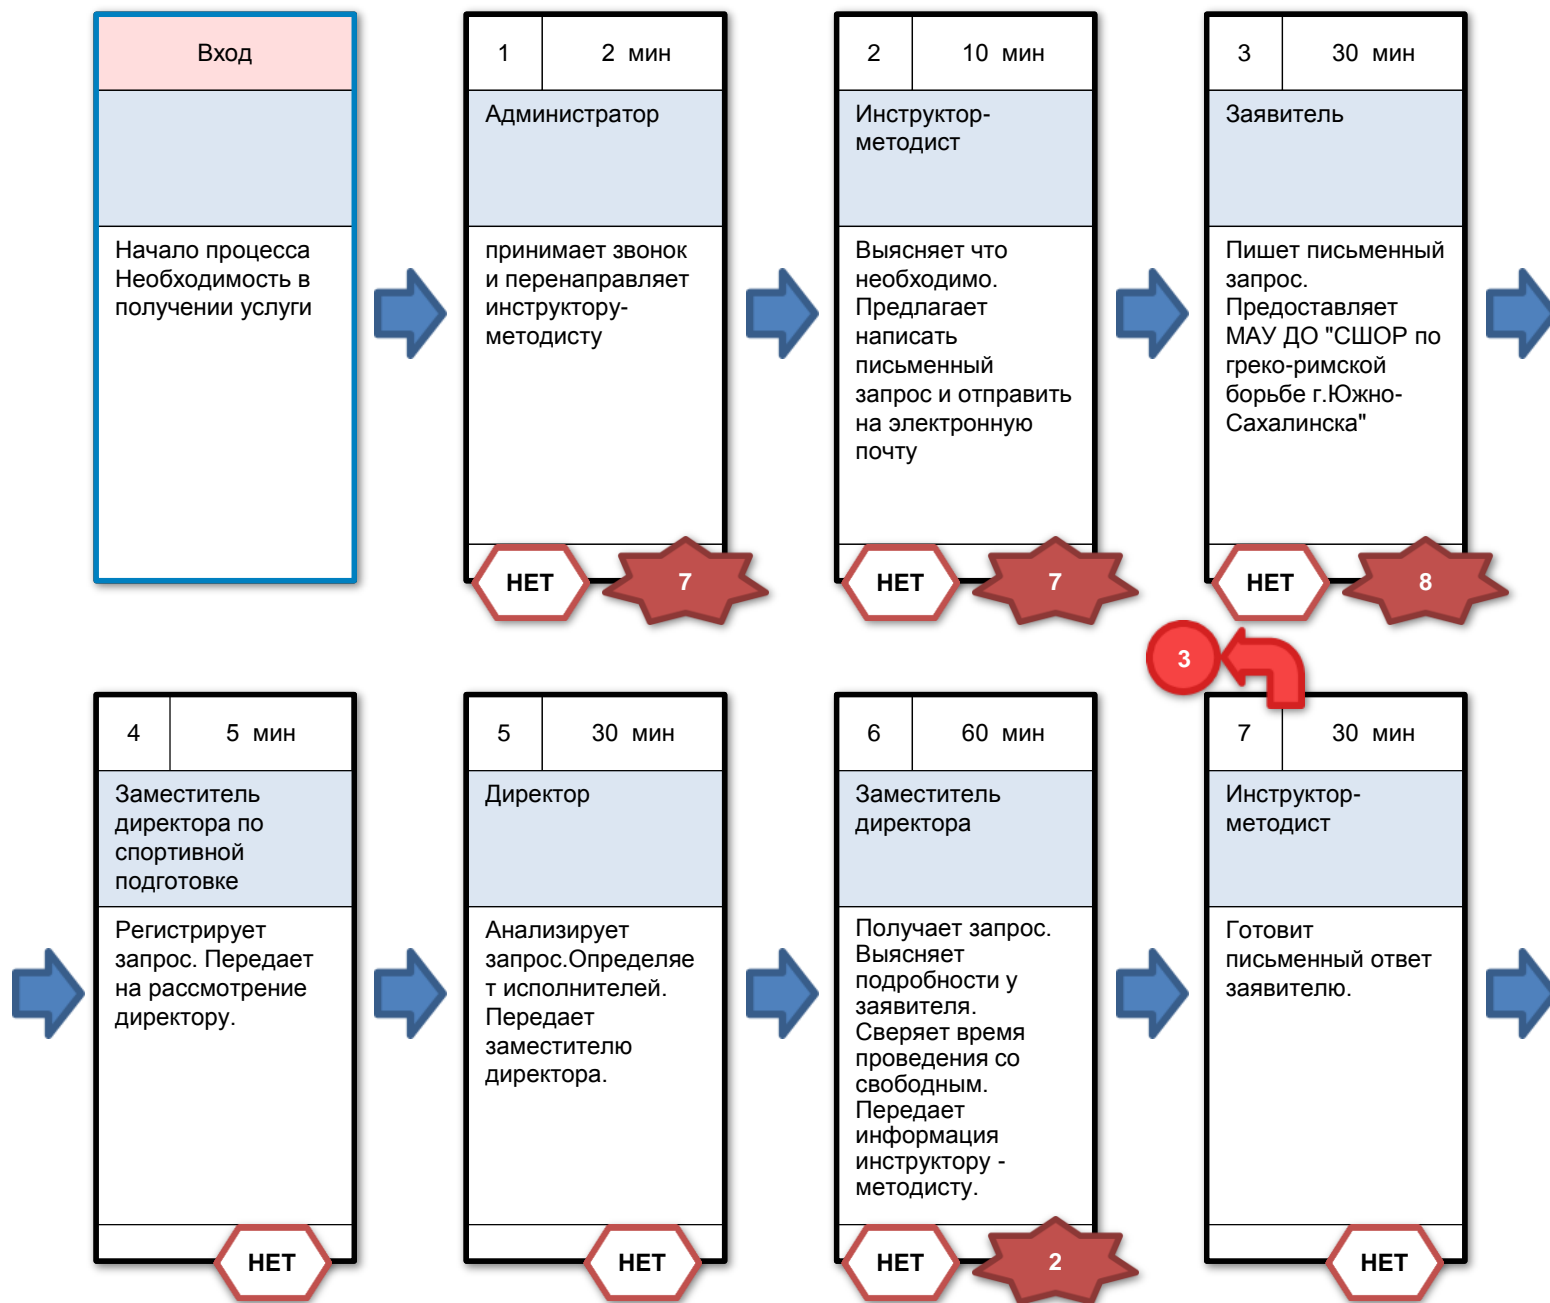 Вход
Начало процесса
Необходимость в
получении услуги
1
2 мин
Администратор
принимает звонок
и перенаправляет
инструктору-
методисту
НЕТ
7
2
10 мин
Инструктор-
методист
Выясняет что
необходимо.
Предлагает
написать
письменный
запрос и отправить
на электронную
почту
НЕТ
7
3
30 мин
Заявитель
Пишет письменный
запрос.
Предоставляет
МАУ ДО "СШОР по
греко-римской
борьбе г.Южно-
Сахалинска"
НЕТ
8
4
5 мин
Заместитель
директора по
спортивной
подготовке
Регистрирует
запрос. Передает
на рассмотрение
директору.
НЕТ
5
30 мин
Директор
Анализирует
запрос.Определяе
т исполнителей.
Передает
заместителю
директора.
НЕТ
6
60 мин
Заместитель
директора
Получает запрос.
Выясняет
подробности у
заявителя.
Сверяет время
проведения со
свободным.
Передает
информация
инструктору -
методисту.
НЕТ
2
3
7
30 мин
Инструктор-
методист
Готовит
письменный ответ
заявителю.
НЕТ